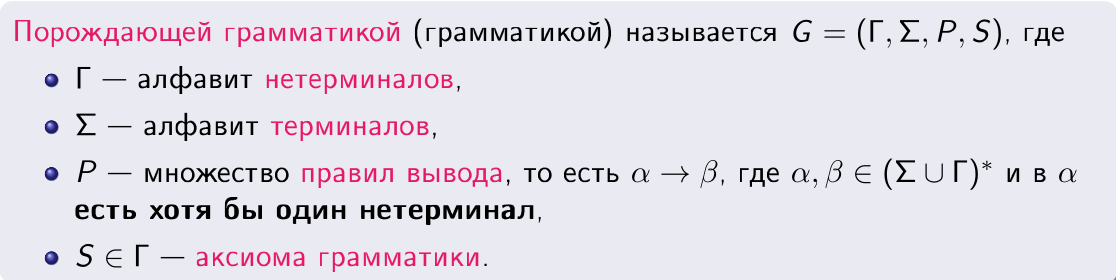 Порождающей грамматикой (грамматикой) называется G = (Γ, Σ, P, S), где
Γ — алфавит нетерминалов,
Σ — алфавит терминалов,
P — множество правил вывода, то есть α → β, где α, β ∈ (Σ ∪ Γ)* и в α
есть хотя бы один нетерминал,
S ∈ Γ — аксиома грамматики.